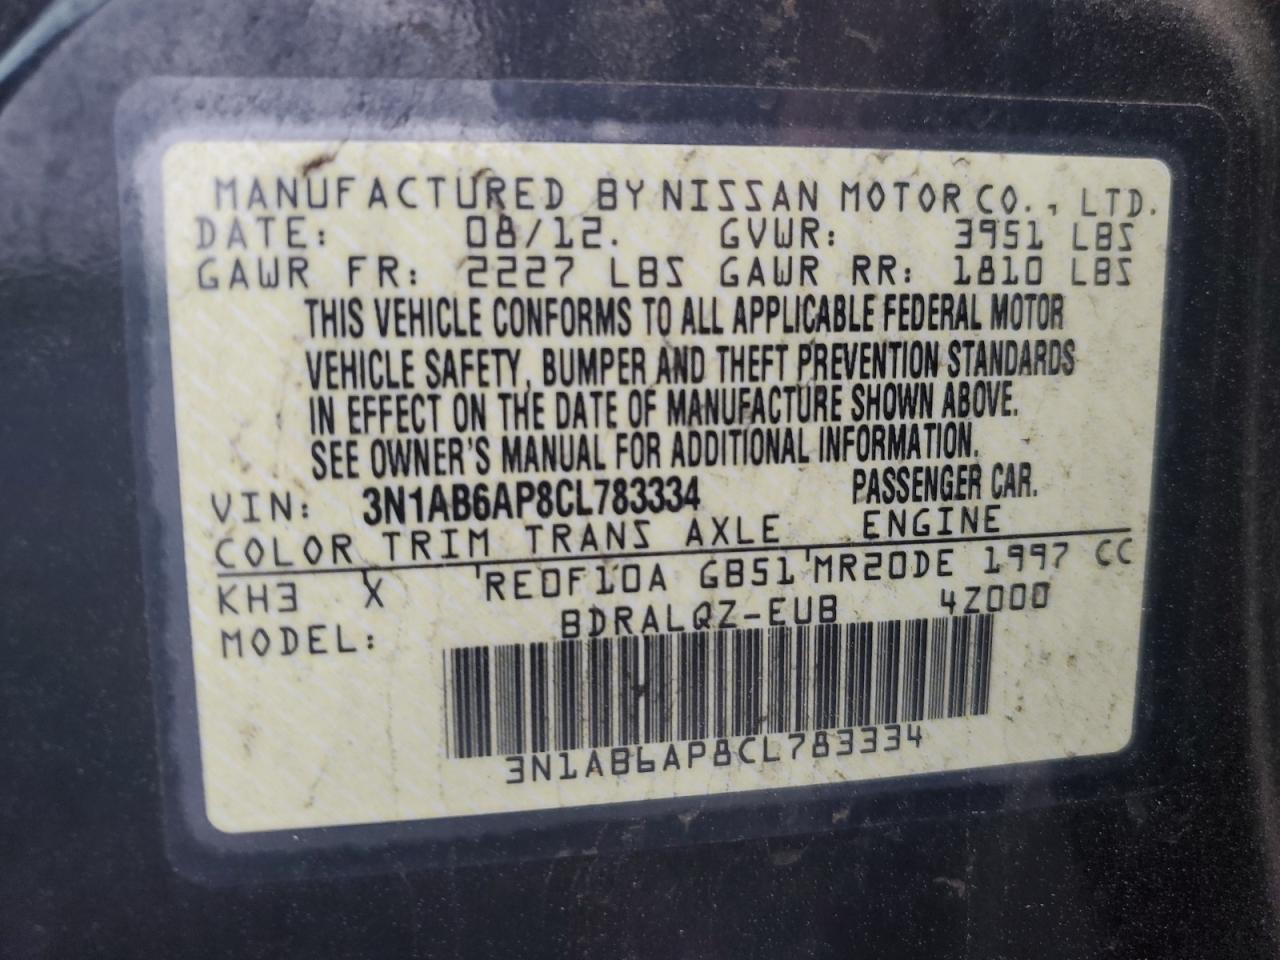 MANUFACTURED BY NISSAN MOTOR CO., LTD.
DATE: 08/12. GVWR: 3951 LBS
GAWR FR: 2227 LBS GAWR RR: 1810 LBS
THIS VEHICLE CONFORMS TO ALL APPLICABLE FEDERAL MOTOR
VEHICLE SAFETY, BUMPER AND THEFT PREVENTION STANDARDS
IN EFFECT ON THE DATE OF MANUFACTURE SHOWN ABOVE.
SEE OWNER'S MANUAL FOR ADDITIONAL INFORMATION.
VIN: 3N1AB6AP8CL783334 PASSENGER CAR.
COLOR TRIM TRANS AXLE ENGINE
KH3 X RE0F10A GB51 MR20DE 1997 CC
MODEL: BDRALQZ-EUB 4Z000
3N1AB6AP8CL783334